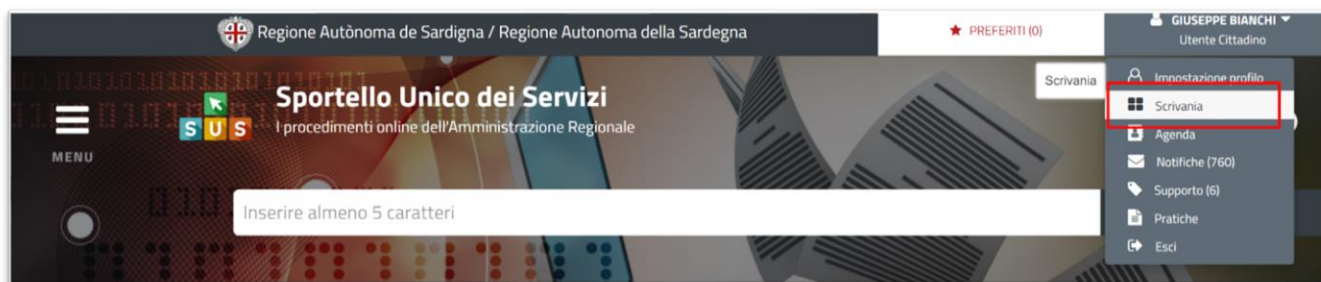 Regione Autònoma de Sardigna / Regione Autonoma della Sardegna
PREFERITI (0)
GIUSEPPE BIANCHI
Utente Cittadino
MENU
SUS
Sportello Unico dei Servizi
I procedimenti online dell'Amministrazione Regionale
Inserire almeno 5 caratteri
Scrivania
Impostazione profilo
Scrivania
Agenda
Notifiche (760)
Supporto (6)
Pratiche
Esci